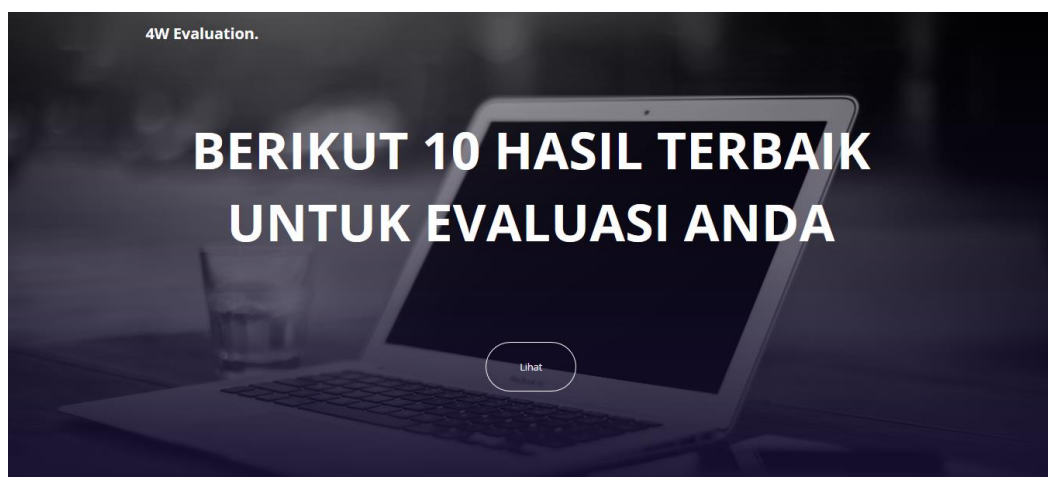 4W Evaluation.
BERIKUT 10 HASIL TERBAIK
UNTUK EVALUASI ANDA
Lihat